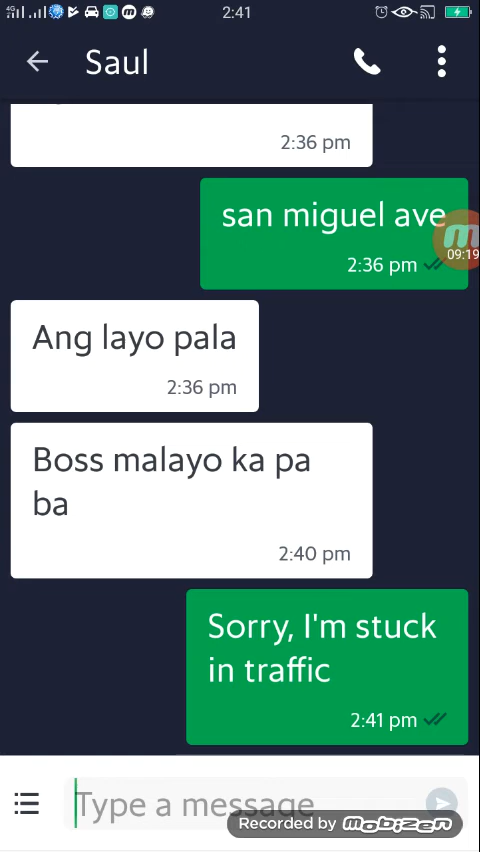 4G
2:41
Saul
2:36 pm
san miguel ave
2:36 pm
09:19
Ang layo pala
2:36 pm
Boss malayo ka pa
ba
2:40 pm
Sorry, I'm stuck
in traffic
2:41 pm
Type a message
Recorded by mobizen